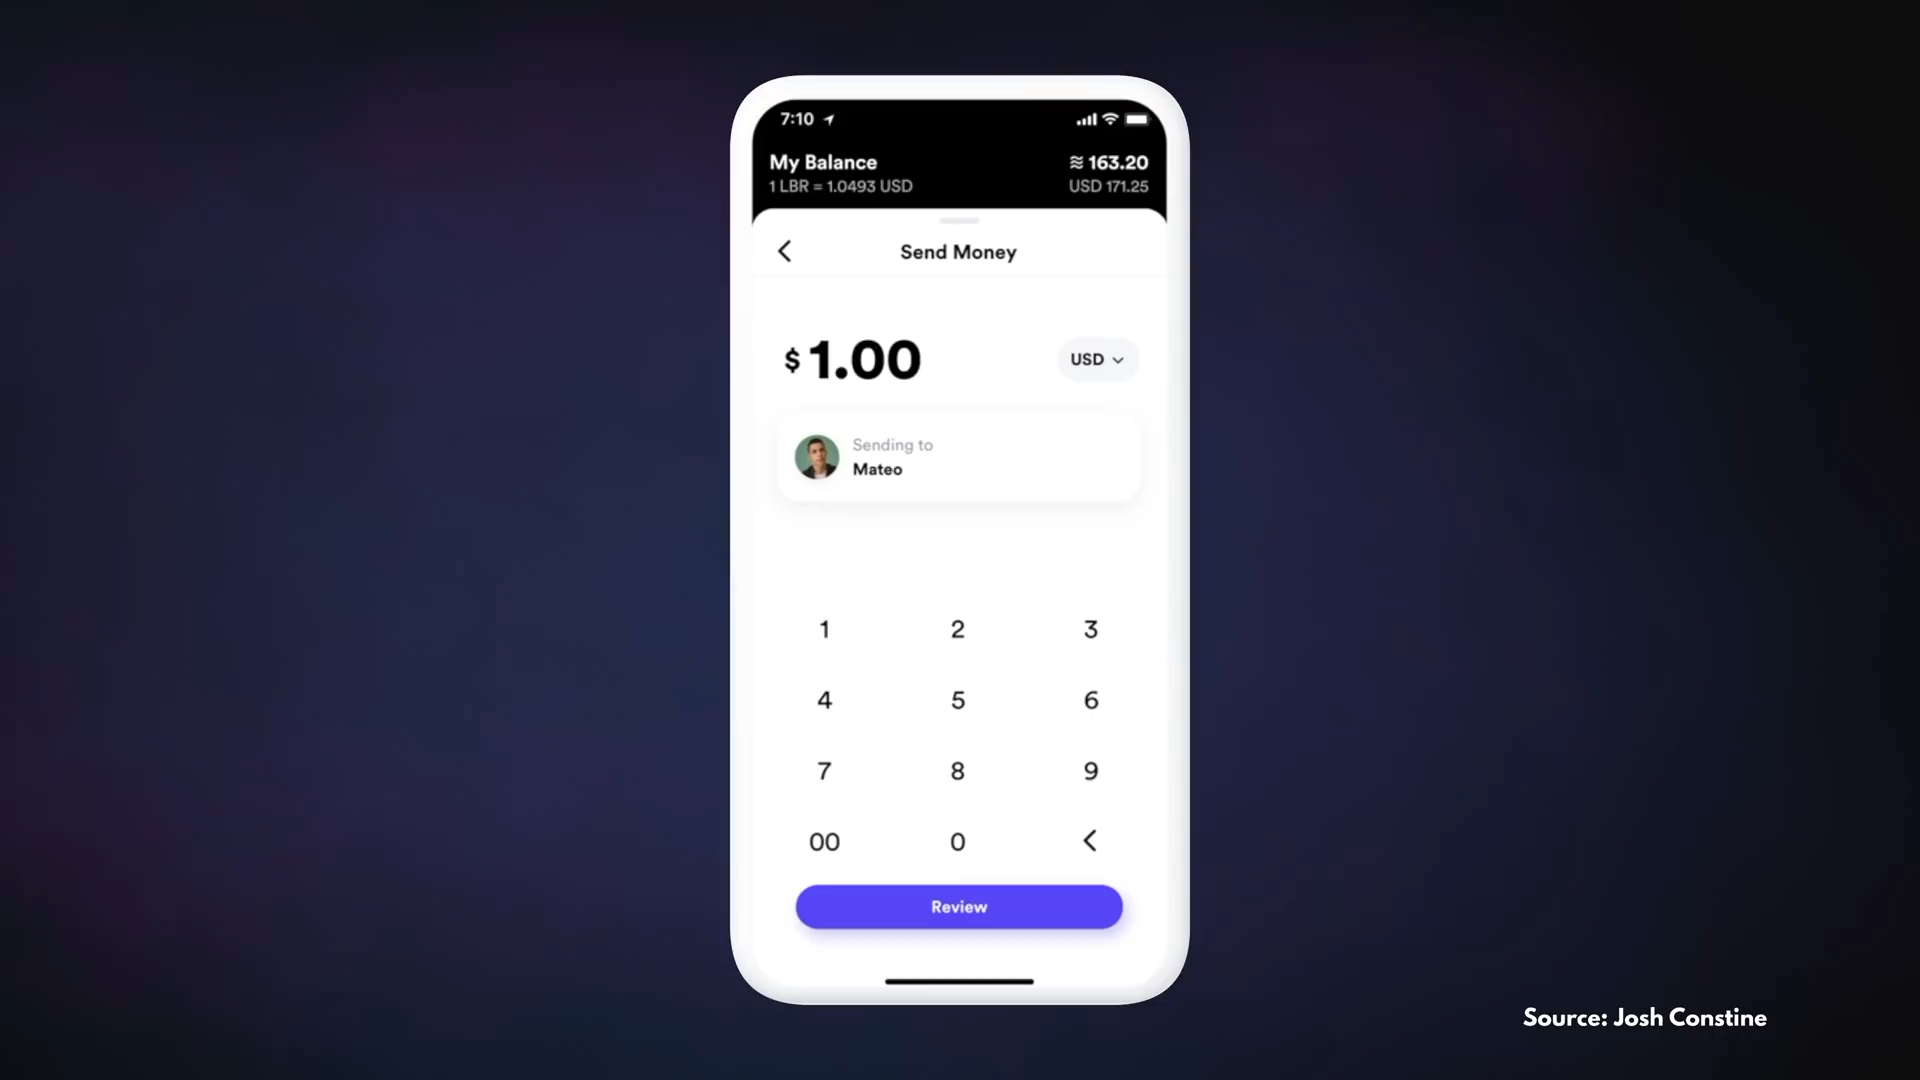 7:10
My Balance ≋ 163.20
1 LBR = 1.0493 USD USD 171.25
Send Money
$ 1.00 USD
Sending to
Mateo
1 2 3
4 5 6
7 8 9
00 0
Review
Source: Josh Constine